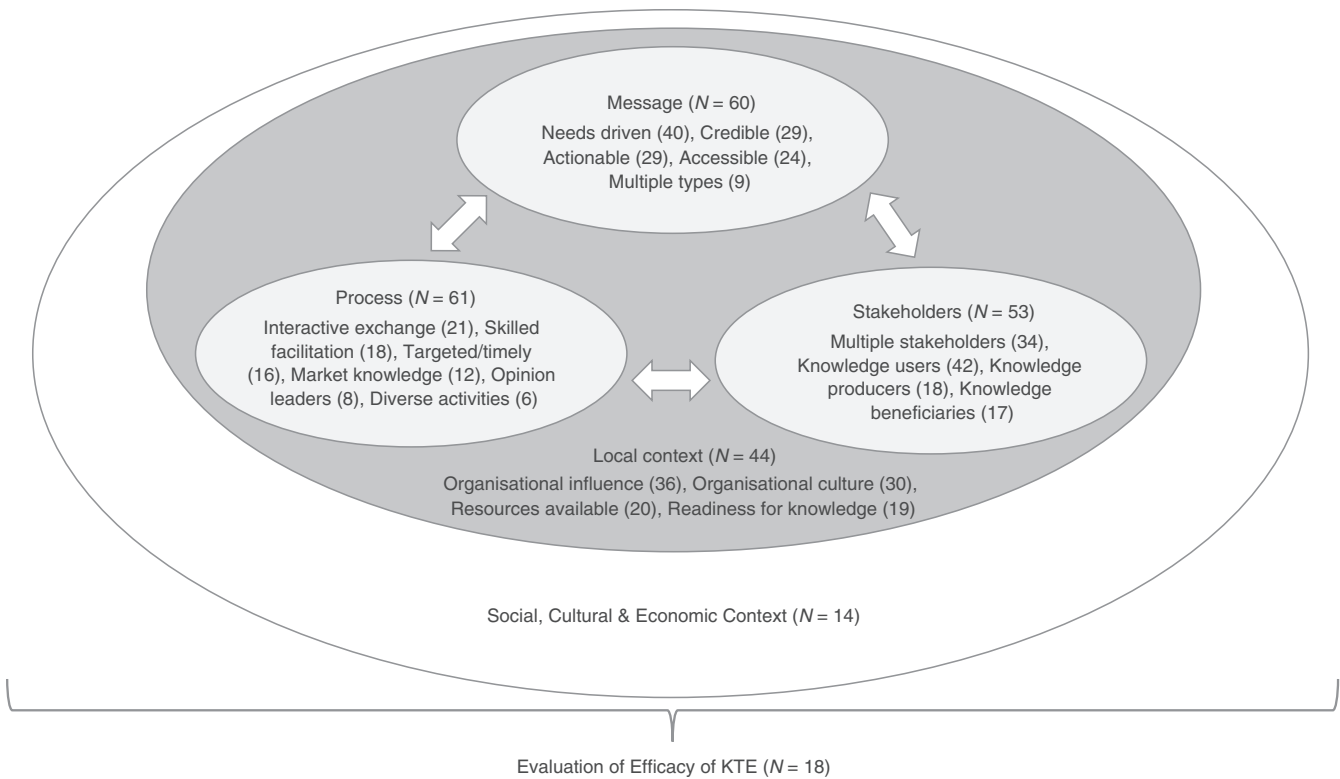 Message (N = 60)
Needs driven (40), Credible (29),
Actionable (29), Accessible (24),
Multiple types (9)
Process (N = 61)
Interactive exchange (21), Skilled
facilitation (18), Targeted/timely
(16), Market knowledge (12), Opinion
leaders (8), Diverse activities (6)
Stakeholders (N = 53)
Multiple stakeholders (34),
Knowledge users (42), Knowledge
producers (18), Knowledge
beneficiaries (17)
Local context (N = 44)
Organisational influence (36), Organisational culture (30),
Resources available (20), Readiness for knowledge (19)
Social, Cultural & Economic Context (N = 14)
Evaluation of Efficacy of KTE (N = 18)